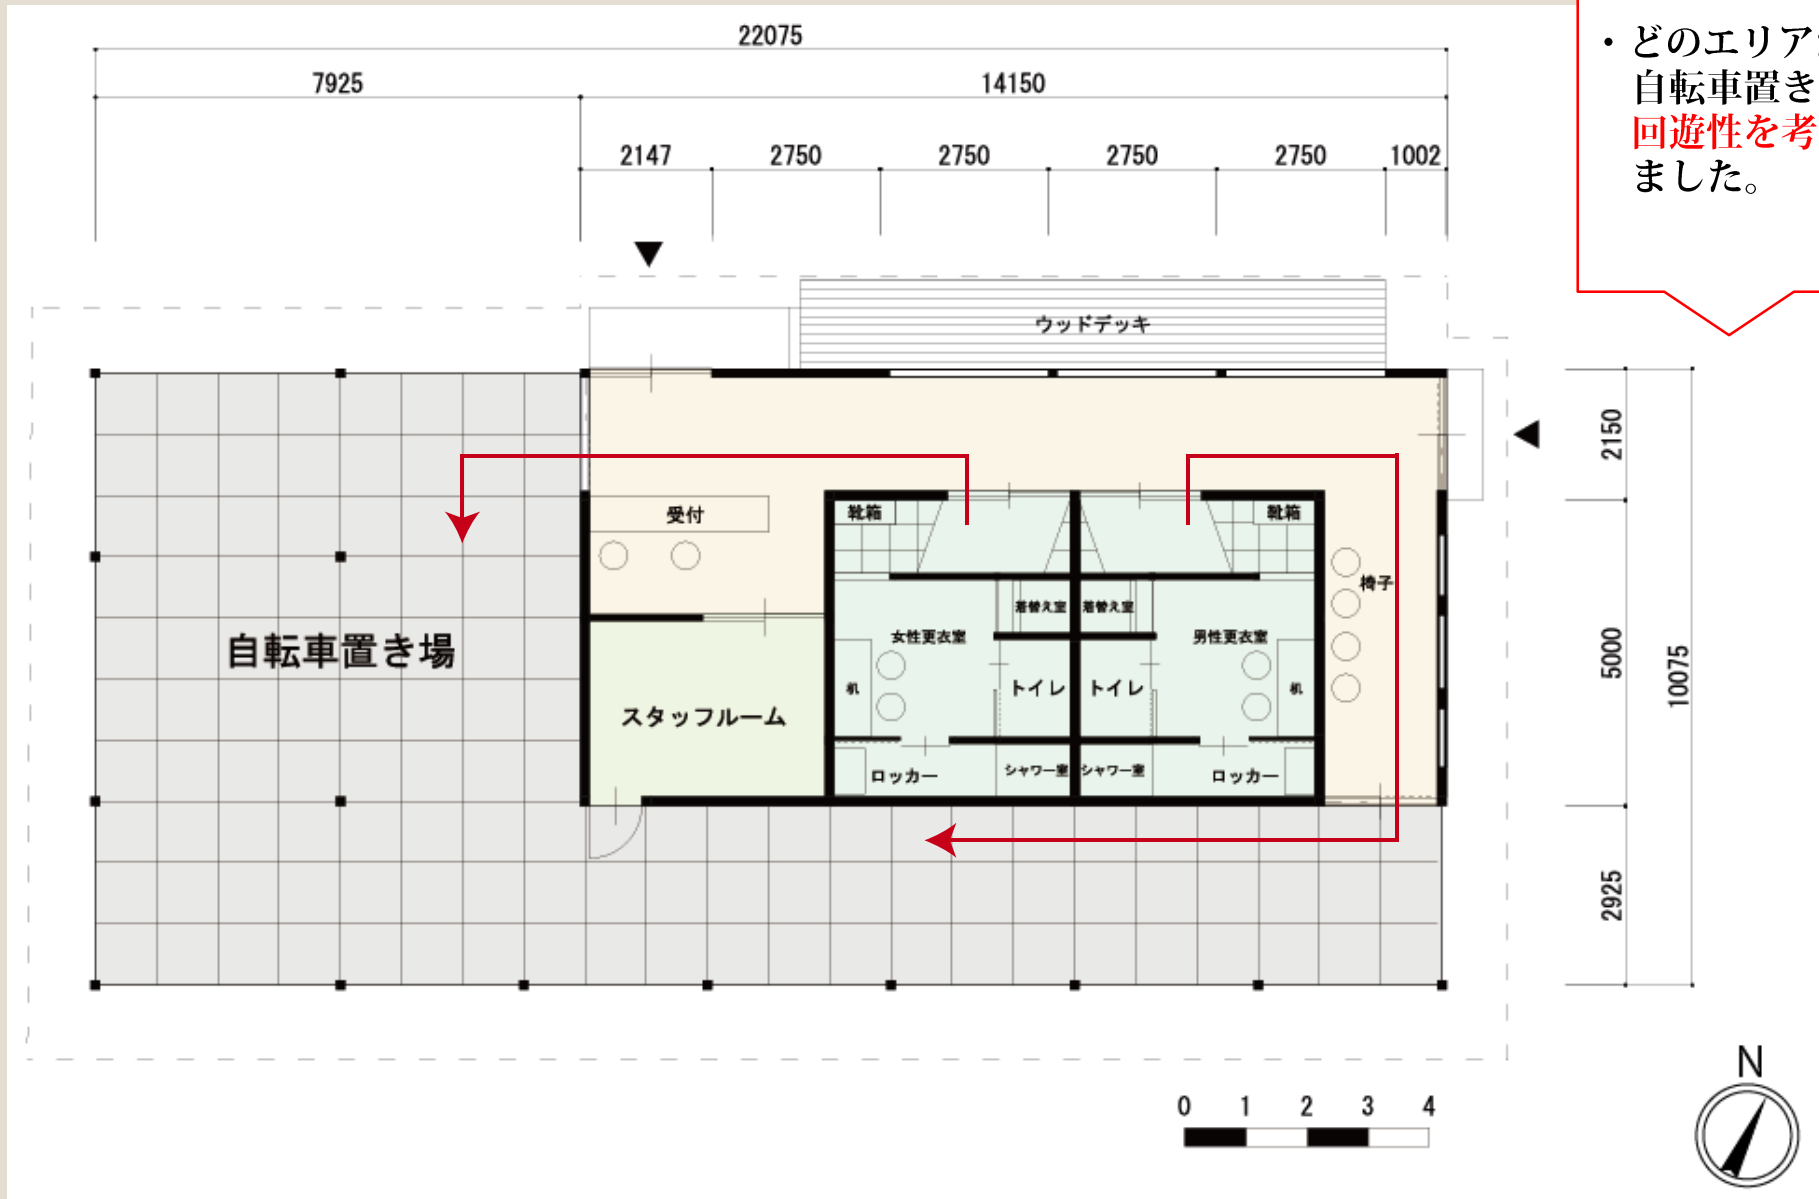 22075
7925
14150
2147
2750
2750
2750
2750
1002
・どのエリア
自転車置き
回遊性を考
ました。
ウッドデッキ
2150
5000
10075
2925
受付
靴箱
靴箱
椅子
着替え室
着替え室
女性更衣室
男性更衣室
自転車置き場
机
トイレ
トイレ
机
スタッフルーム
ロッカー
シャワー室
シャワー室
ロッカー
N
0 1 2 3 4